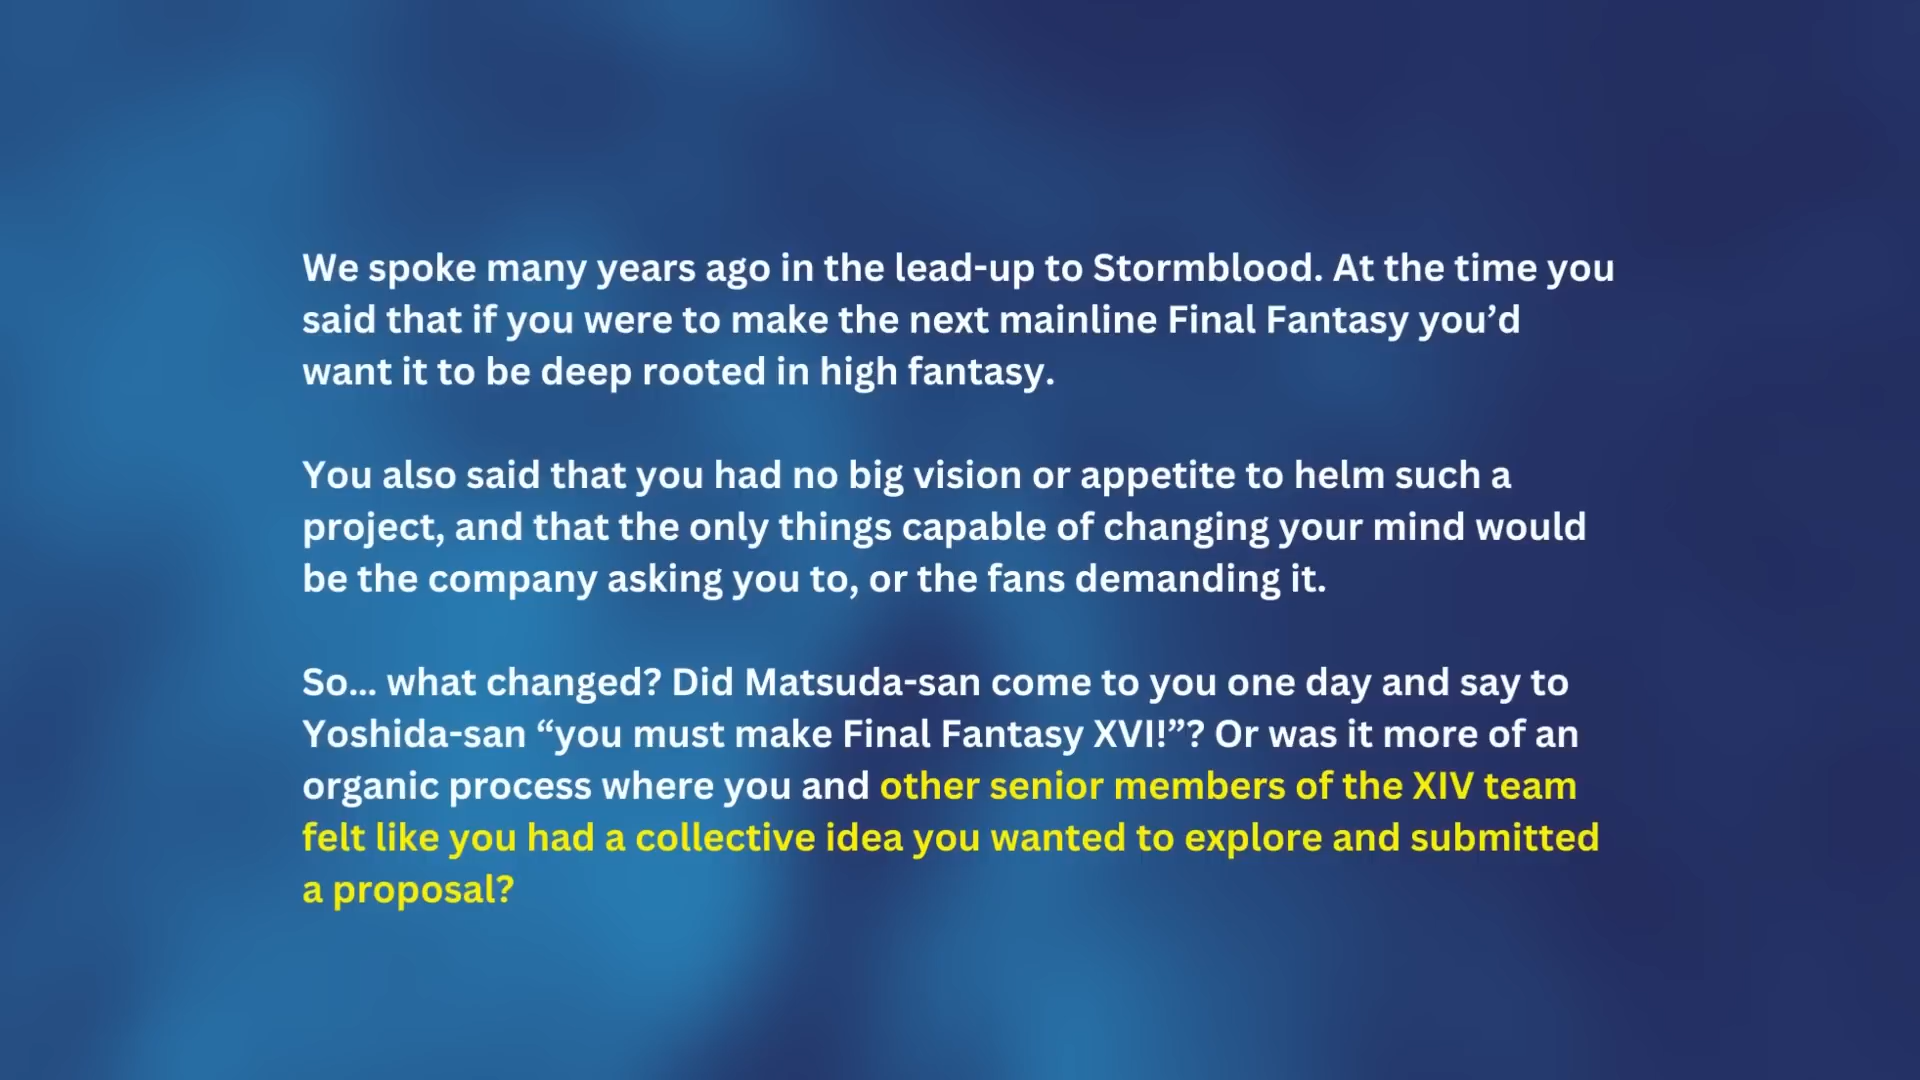 We spoke many years ago in the lead-up to Stormblood. At the time you
said that if you were to make the next mainline Final Fantasy you’d
want it to be deep rooted in high fantasy.
You also said that you had no big vision or appetite to helm such a
project, and that the only things capable of changing your mind would
be the company asking you to, or the fans demanding it.
So... what changed? Did Matsuda-san come to you one day and say to
Yoshida-san “you must make Final Fantasy XVI!”? Or was it more of an
organic process where you and other senior members of the XIV team
felt like you had a collective idea you wanted to explore and submitted
a proposal?